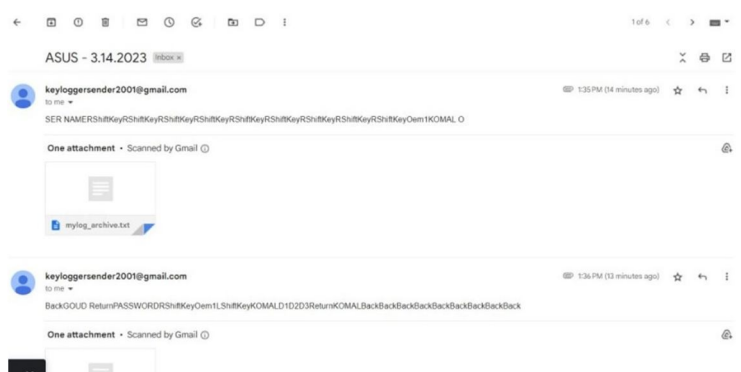 1 of 6
ASUS - 3.14.2023 Inbox ×
keyloggersender2001@gmail.com 1:35 PM (14 minutes ago)
to me
SER NAMERShiftKeyRShiftKeyRShiftKeyRShiftKeyRShiftKeyRShiftKeyRShiftKeyRShiftKeyRShiftKeyOem1KOMAL O
One attachment • Scanned by Gmail
mylog_archive.txt
keyloggersender2001@gmail.com 1:36 PM (13 minutes ago)
to me
BackGOUD ReturnPASSWORDRShiftKeyOem1LShiftKeyKOMALD1D2D3ReturnKOMALBackBackBackBackBackBackBackBackBack
One attachment • Scanned by Gmail